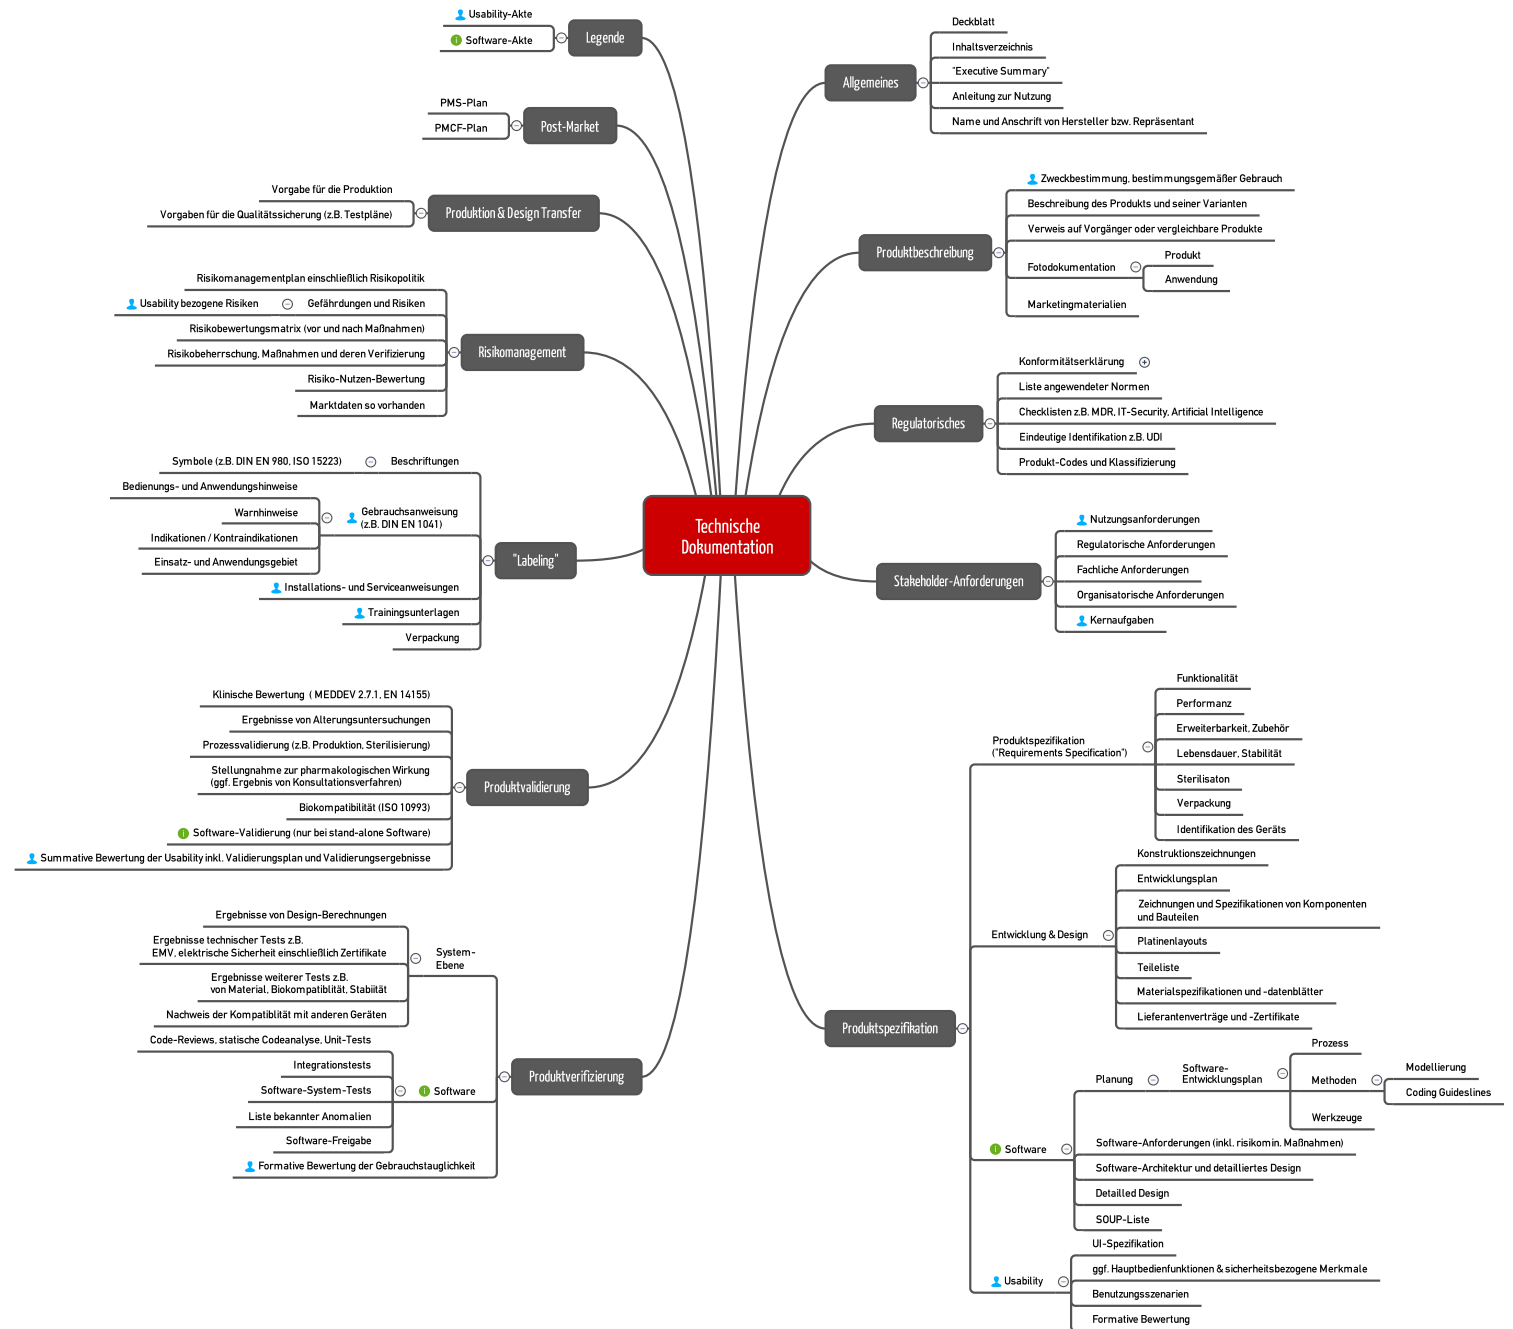 Technische
Dokumentation
Legende
Usability-Akte
Software-Akte
Post-Market
PMS-Plan
PMCF-Plan
Produktion & Design Transfer
Vorgabe für die Produktion
Vorgaben für die Qualitätssicherung (z.B. Testpläne)
Risikomanagement
Risikomanagementplan einschließlich Risikopolitik
Gefährdungen und Risiken
Usability bezogene Risiken
Risikobewertungsmatrix (vor und nach Maßnahmen)
Risikobeherrschung, Maßnahmen und deren Verifizierung
Risiko-Nutzen-Bewertung
Marktdaten so vorhanden
"Labeling"
Beschriftungen
Symbole (z.B. DIN EN 980, ISO 15223)
Gebrauchsanweisung
(z.B. DIN EN 1041)
Bedienungs- und Anwendungshinweise
Warnhinweise
Indikationen / Kontraindikationen
Einsatz- und Anwendungsgebiet
Installations- und Serviceanweisungen
Trainingsunterlagen
Verpackung
Produktvalidierung
Klinische Bewertung ( MEDDEV 2.7.1, EN 14155)
Ergebnisse von Alterungsuntersuchungen
Prozessvalidierung (z.B. Produktion, Sterilisierung)
Stellungnahme zur pharmakologischen Wirkung
(ggf. Ergebnis von Konsultationsverfahren)
Biokompatibilität (ISO 10993)
Software-Validierung (nur bei stand-alone Software)
Summative Bewertung der Usability inkl. Validierungsplan und Validierungsergebnisse
Produktverifizierung
System-
Ebene
Ergebnisse von Design-Berechnungen
Ergebnisse technischer Tests z.B.
EMV, elektrische Sicherheit einschließlich Zertifikate
Ergebnisse weiterer Tests z.B.
von Material, Biokompatiblität, Stabiität
Nachweis der Kompatiblität mit anderen Geräten
Software
Code-Reviews, statische Codeanalyse, Unit-Tests
Integrationstests
Software-System-Tests
Liste bekannter Anomalien
Software-Freigabe
Formative Bewertung der Gebrauchstauglichkeit
Allgemeines
Deckblatt
Inhaltsverzeichnis
"Executive Summary"
Anleitung zur Nutzung
Name und Anschrift von Hersteller bzw. Repräsentant
Produktbeschreibung
Zweckbestimmung, bestimmungsgemäßer Gebrauch
Beschreibung des Produkts und seiner Varianten
Verweis auf Vorgänger oder vergleichbare Produkte
Fotodokumentation
Produkt
Anwendung
Marketingmaterialien
Regulatorisches
Konformitätserklärung
Liste angewendeter Normen
Checklisten z.B. MDR, IT-Security, Artificial Intelligence
Eindeutige Identifikation z.B. UDI
Produkt-Codes und Klassifizierung
Stakeholder-Anforderungen
Nutzungsanforderungen
Regulatorische Anforderungen
Fachliche Anforderungen
Organisatorische Anforderungen
Kernaufgaben
Produktspezifikation
Produktspezifikation
("Requirements Specification")
Funktionalität
Performanz
Erweiterbarkeit, Zubehör
Lebensdauer, Stabilität
Sterilisaton
Verpackung
Identifikation des Geräts
Entwicklung & Design
Konstruktionszeichnungen
Entwicklungsplan
Zeichnungen und Spezifikationen von Komponenten
und Bauteilen
Platinenlayouts
Teileliste
Materialspezifikationen und -datenblätter
Lieferantenverträge und -Zertifikate
Software
Planung
Software-
Entwicklungsplan
Prozess
Methoden
Modellierung
Coding Guideslines
Werkzeuge
Software-Anforderungen (inkl. risikomin. Maßnahmen)
Software-Architektur und detailliertes Design
Detailled Design
SOUP-Liste
Usability
UI-Spezifikation
ggf. Hauptbedienfunktionen & sicherheitsbezogene Merkmale
Benutzungsszenarien
Formative Bewertung